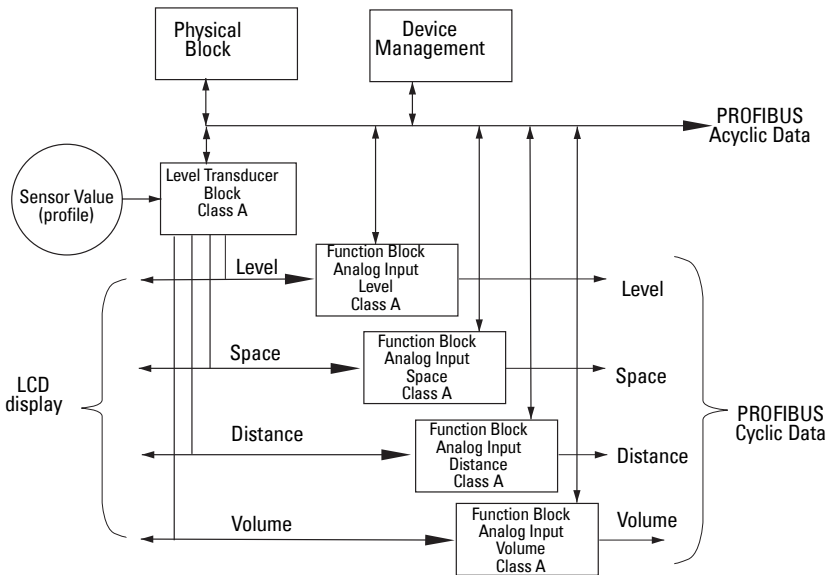 Physical
Block
Device
Management
PROFIBUS
Acyclic Data
Sensor Value
(profile)
Level Transducer
Block
Class A
Level
Function Block
Analog Input
Level
Class A
Level
Space
Function Block
Analog Input
Space
Class A
Space
LCD
display
PROFIBUS
Cyclic Data
Distance
Function Block
Analog Input
Distance
Class A
Distance
Volume
Function Block
Analog Input
Volume
Class A
Volume